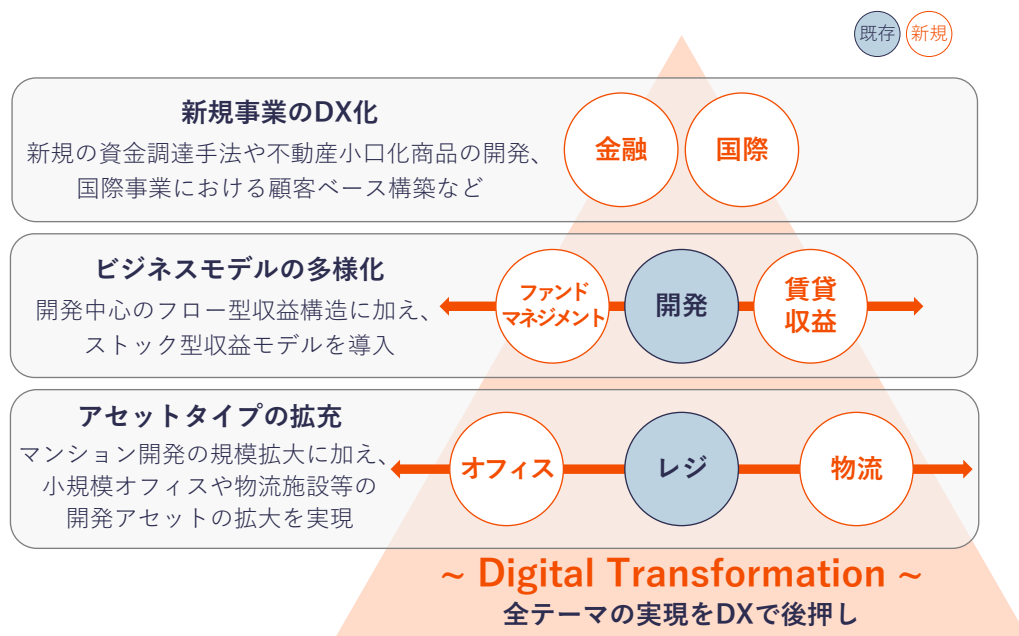 既存
新規
新規事業のDX化
新規の資金調達手法や不動産小口化商品の開発、
国際事業における顧客ベース構築など
金融
国際
ビジネスモデルの多様化
開発中心のフロー型収益構造に加え、
ストック型収益モデルを導入
ファンド
マネジメント
開発
賃貸
収益
アセットタイプの拡充
マンション開発の規模拡大に加え、
小規模オフィスや物流施設等の
開発アセットの拡大を実現
オフィス
レジ
物流
~ Digital Transformation ~
全テーマの実現をDXで後押し